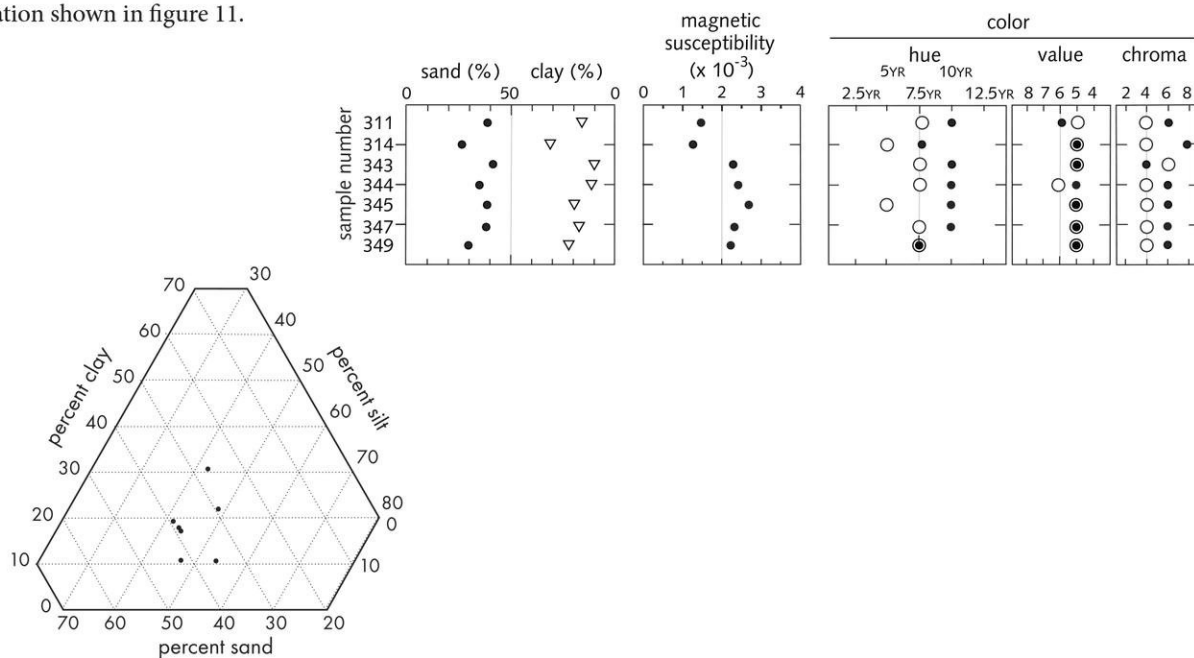 ation shown in figure 11.
magnetic
susceptibility
(x 10-3)
color
hue
value
chroma
sand (%)
clay (%)
5YR 10YR
0 50 0
0 1 2 3 4
2.5YR 7.5YR 12.5YR
8 7 6 5 4
2 4 6 8
sample number
311
314
343
344
345
347
349
70
30
60
40
50
50
40
60
30
70
20
80
0
10
10
0
70 60 50 40 30 20
percent clay
percent silt
percent sand